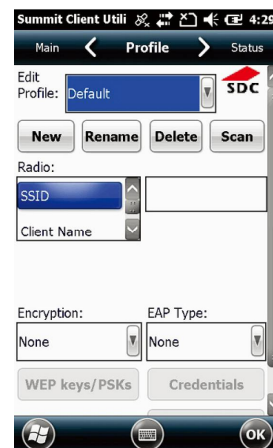 Summit Client Utili 4:29
Main Profile Status
Edit
Profile: Default
SDC
New Rename Delete Scan
Radio:
SSID
Client Name
Encryption: EAP Type:
None None
WEP keys/PSKs Credentials
OK